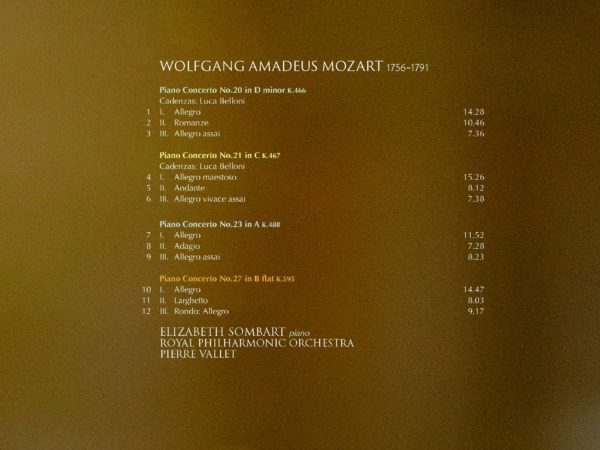 WOLFGANG AMADEUS MOZART 1756-1791
Piano Concerto No.20 in D minor K.466
Cadenzas: Luca Belloni
1 I. Allegro 14.28
2 II. Romanze 10.46
3 III. Allegro assai 7.36
Piano Concerto No.21 in C K.467
Cadenzas: Luca Belloni
4 I. Allegro maestoso 15.26
5 II. Andante 8.12
6 III. Allegro vivace assai 7.38
Piano Concerto No.23 in A K.488
7 I. Allegro 11.52
8 II. Adagio 7.28
9 III. Allegro assai 8.23
Piano Concerto No.27 in B flat K.595
10 I. Allegro 14.47
11 II. Larghetto 8.03
12 III. Rondo: Allegro 9.17
ELIZABETH SOMBART piano
ROYAL PHILHARMONIC ORCHESTRA
PIERRE VALLET